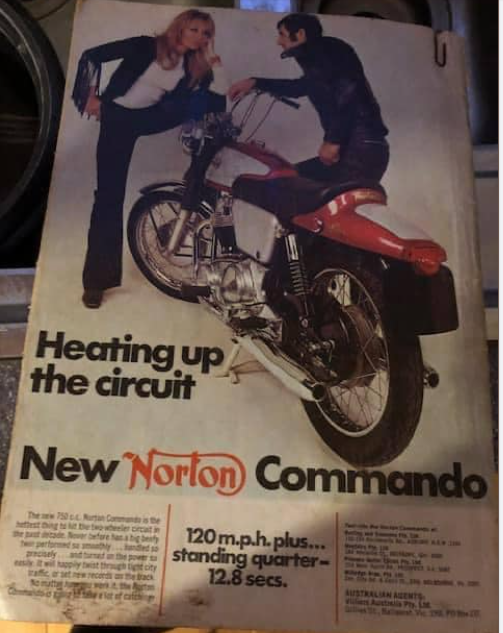 Heating up
the circuit
New Norton Commando
The new 750 c.c. Norton Commando is the
hottest thing to hit the two-wheeler circuit in
the past decade. Never before has a big beefy
twin performed so smoothly ... handled so
precisely ... and turned on the power so
easily. It will happily twist through tight city
traffic, or set new records on the track.
No matter how you work it, the Norton
Commando is going to take a lot of catching.
120 m.p.h. plus...
standing quarter-
12.8 secs.
AUSTRALIAN AGENTS:
Villiers Australia Pty. Ltd.